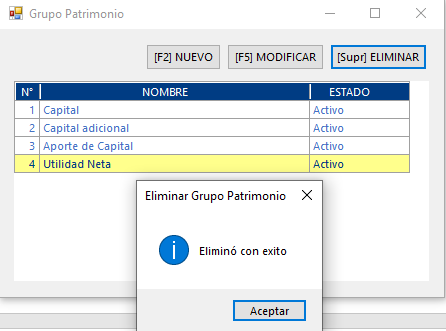 Grupo Patrimonio
[F2] NUEVO [F5] MODIFICAR [Supr] ELIMINAR
N° NOMBRE ESTADO
1 Capital Activo
2 Capital adicional Activo
3 Aporte de Capital Activo
4 Utilidad Neta Activo
Eliminar Grupo Patrimonio
Eliminó con exito
Aceptar